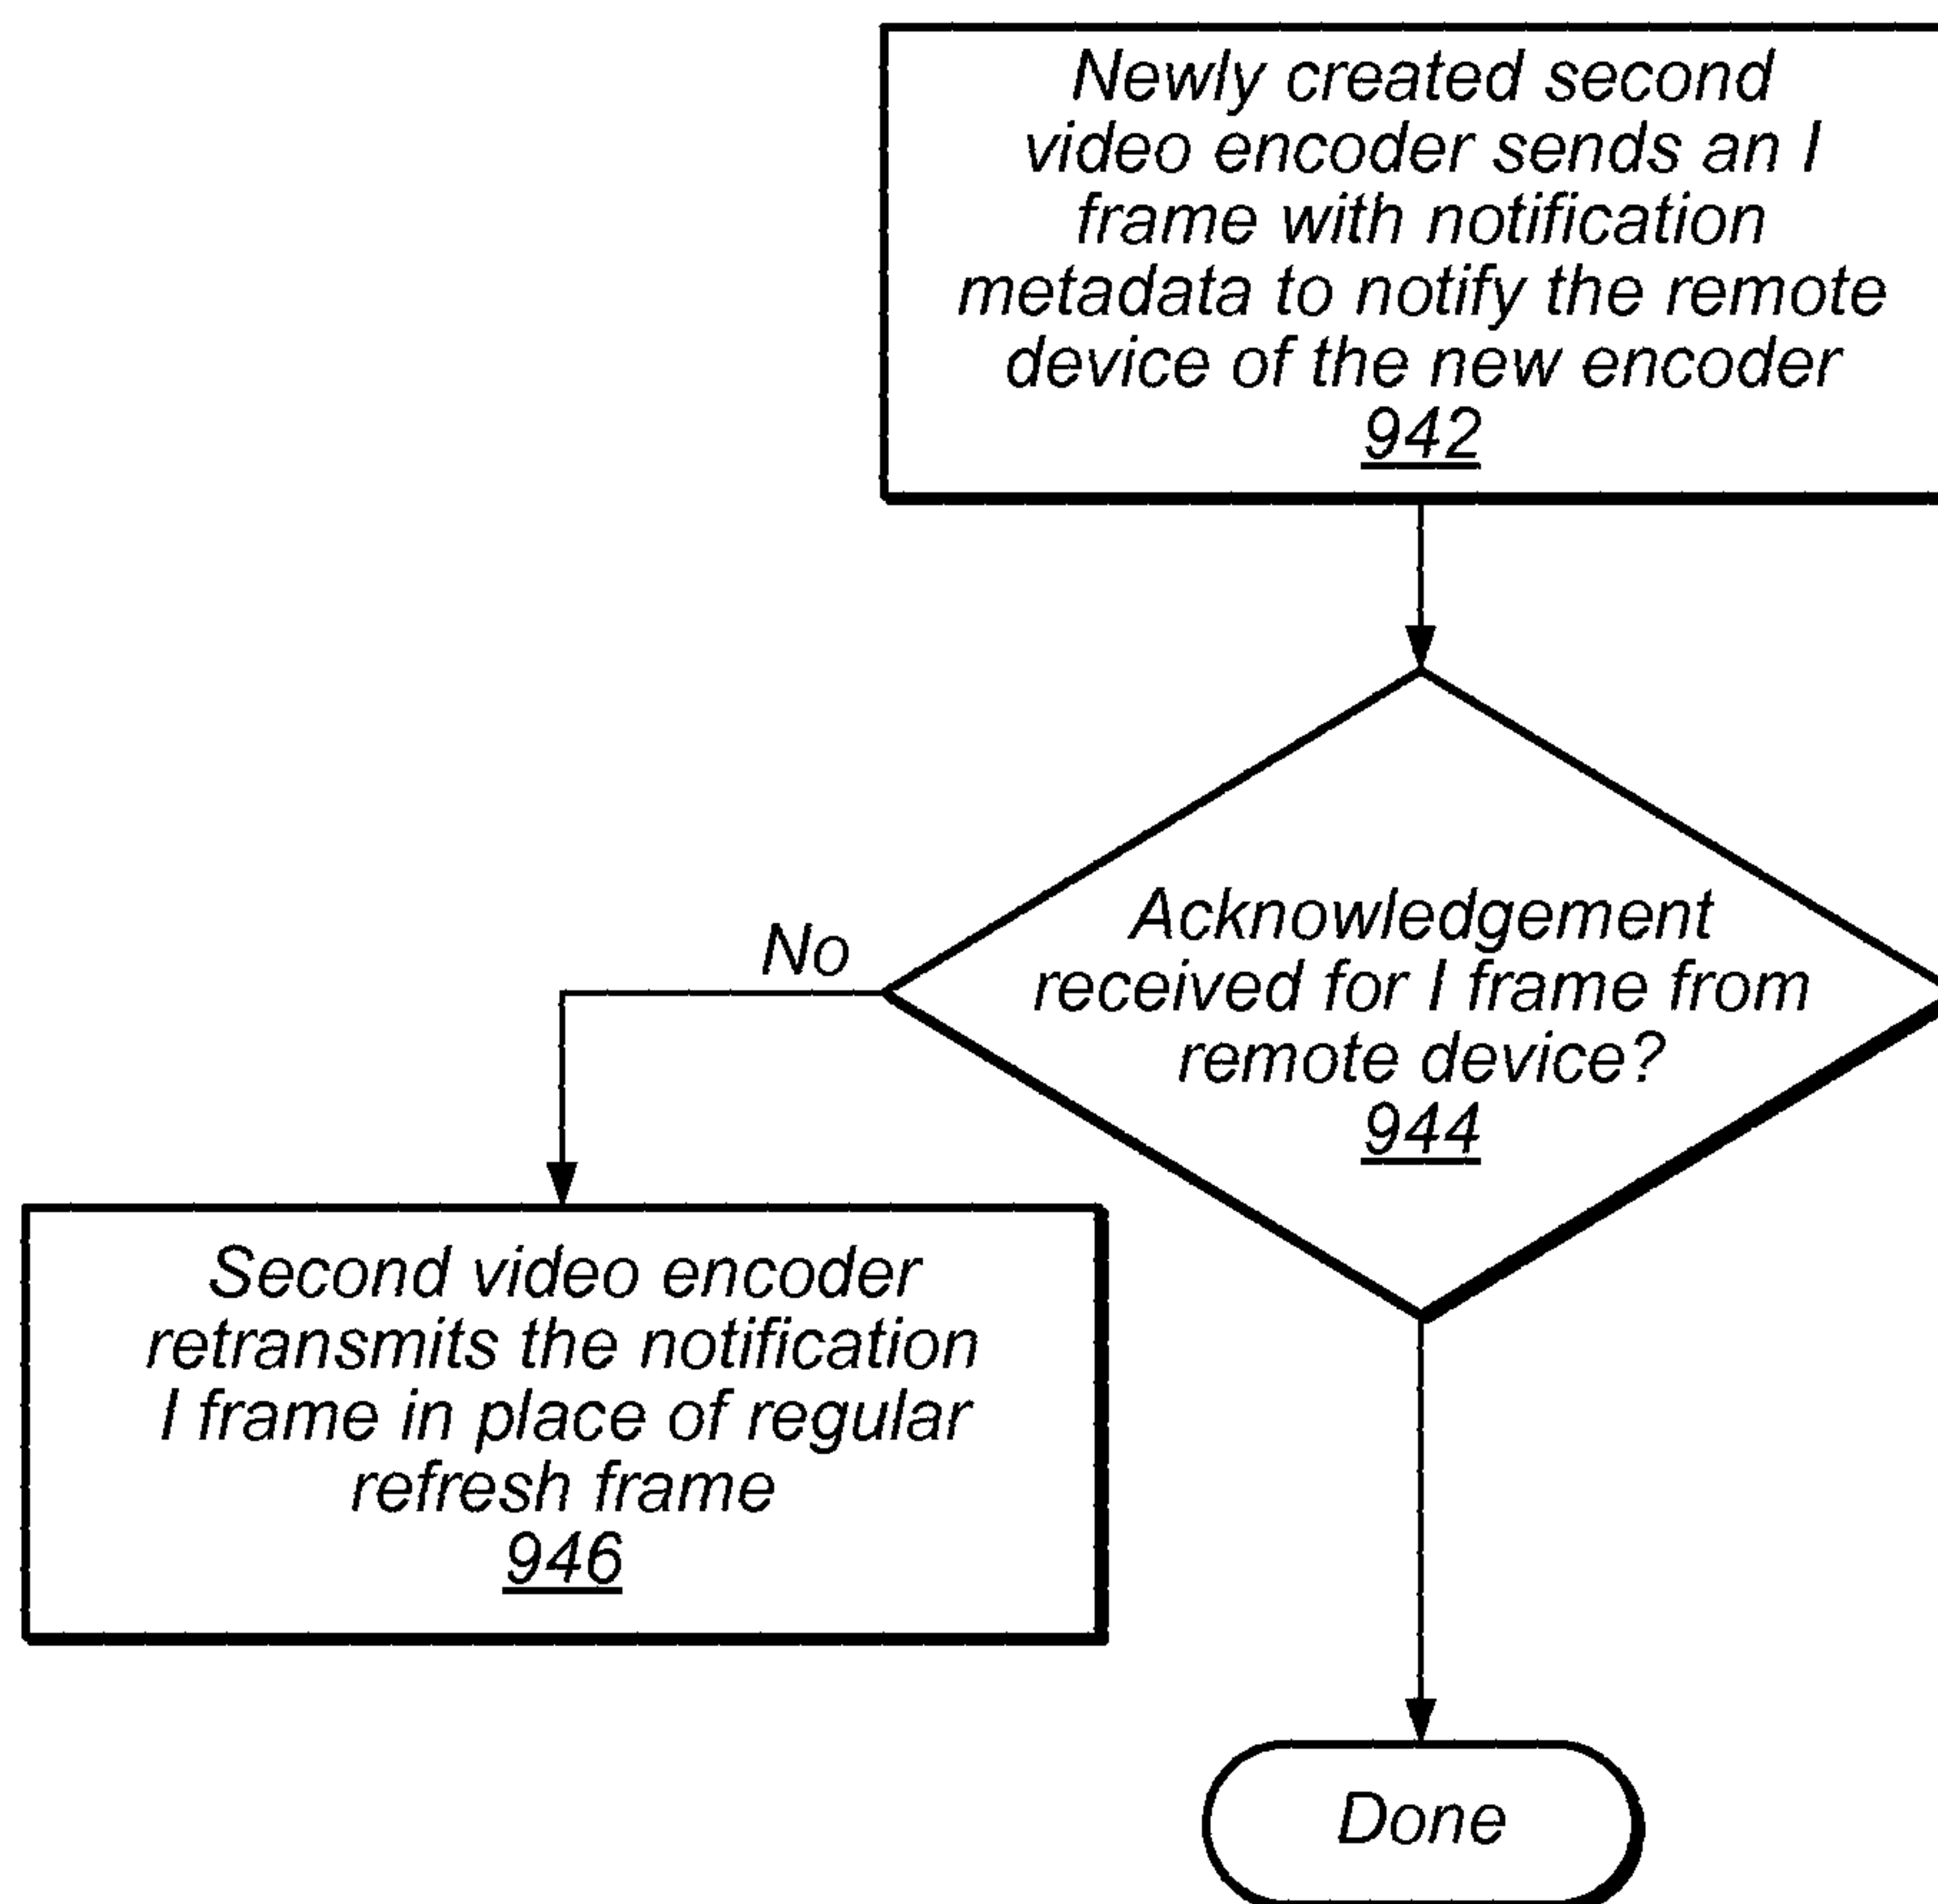 Newly created second
video encoder sends an I
frame with notification
metadata to notify the remote
device of the new encoder
942
Acknowledgement
received for I frame from
remote device?
944
No
Second video encoder
retransmits the notification
I frame in place of regular
refresh frame
946
Done